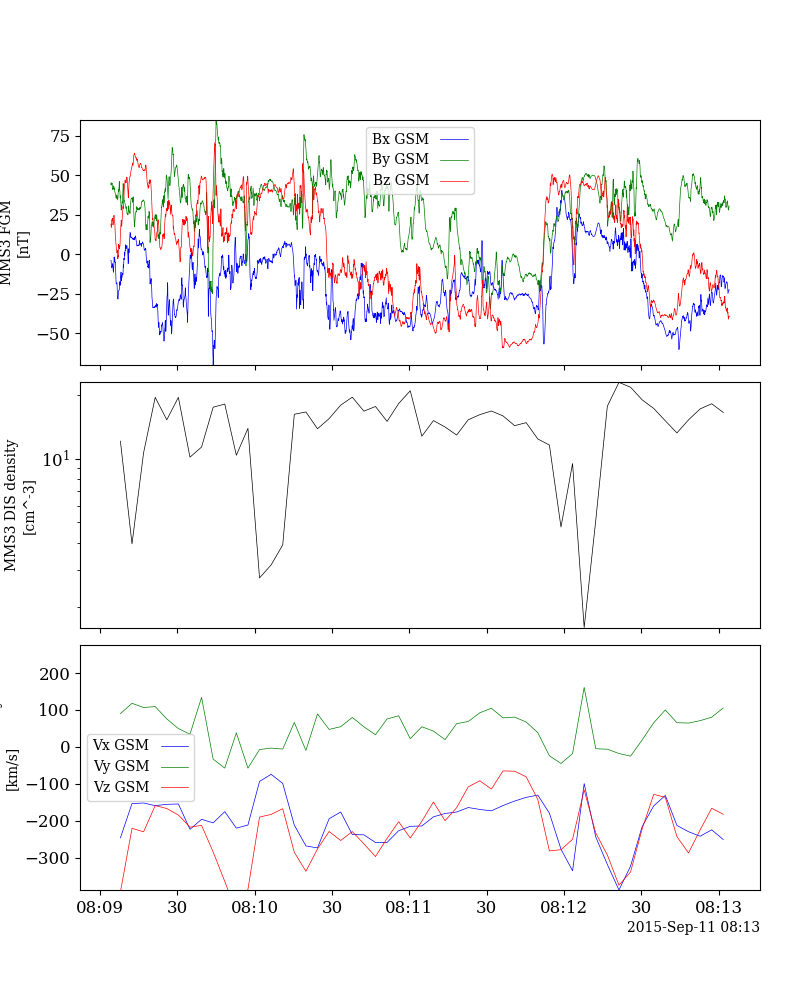 75
50
25
0
−25
−50
MMS3 FGM
[nT]
Bx GSM
By GSM
Bz GSM
10^1
MMS3 DIS density
[cm^-3]
200
100
0
−100
−200
−300
[km/s]
Vx GSM
Vy GSM
Vz GSM
08:09 30 08:10 30 08:11 30 08:12 30 08:13
2015-Sep-11 08:13